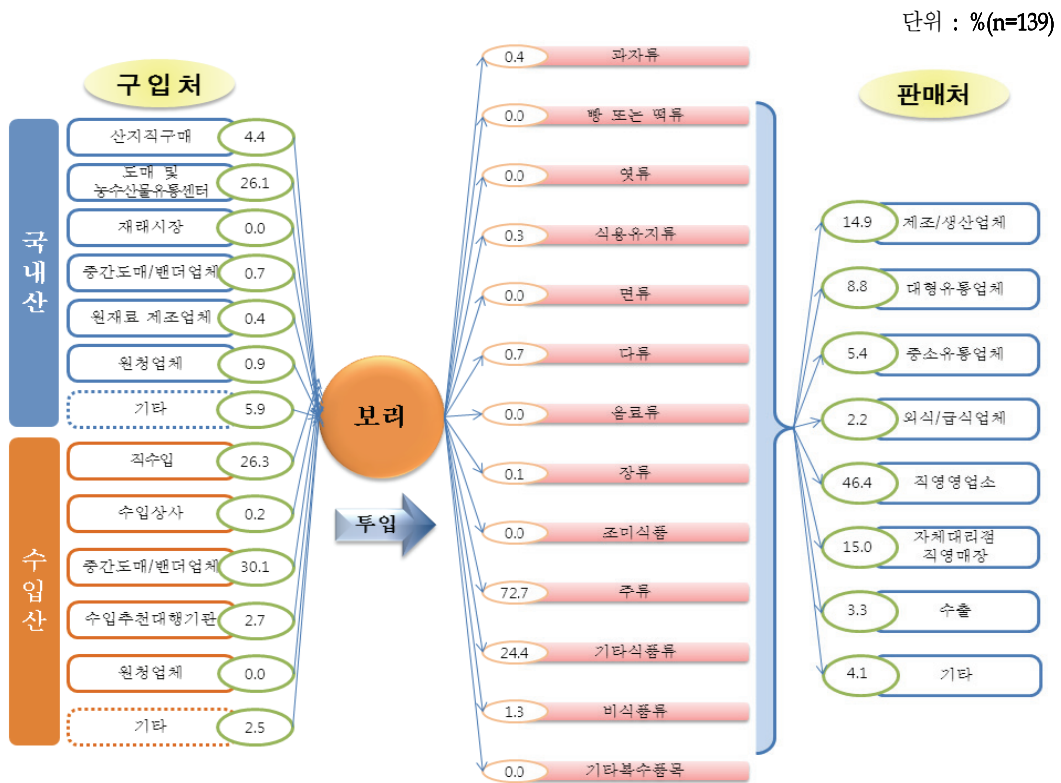 단위 : %(n=139)
구입처
국내산
산지직구매 4.4
도매 및
농수산물유통센터 26.1
재래시장 0.0
중간도매/밴더업체 0.7
원재료 제조업체 0.4
원청업체 0.9
기타 5.9
수입산
직수입 26.3
수입상사 0.2
중간도매/밴더업체 30.1
수입추천대행기관 2.7
원청업체 0.0
기타 2.5
보리
투입
0.4 과자류
0.0 빵 또는 떡류
0.0 엿류
0.3 식용유지류
0.0 면류
0.7 다류
0.0 음료류
0.1 장류
0.0 조미식품
72.7 주류
24.4 기타식품류
1.3 비식품류
0.0 기타복수품목
판매처
14.9 제조/생산업체
8.8 대형유통업체
5.4 중소유통업체
2.2 외식/급식업체
46.4 직영영업소
15.0 자체대리점
직영매장
3.3 수출
4.1 기타